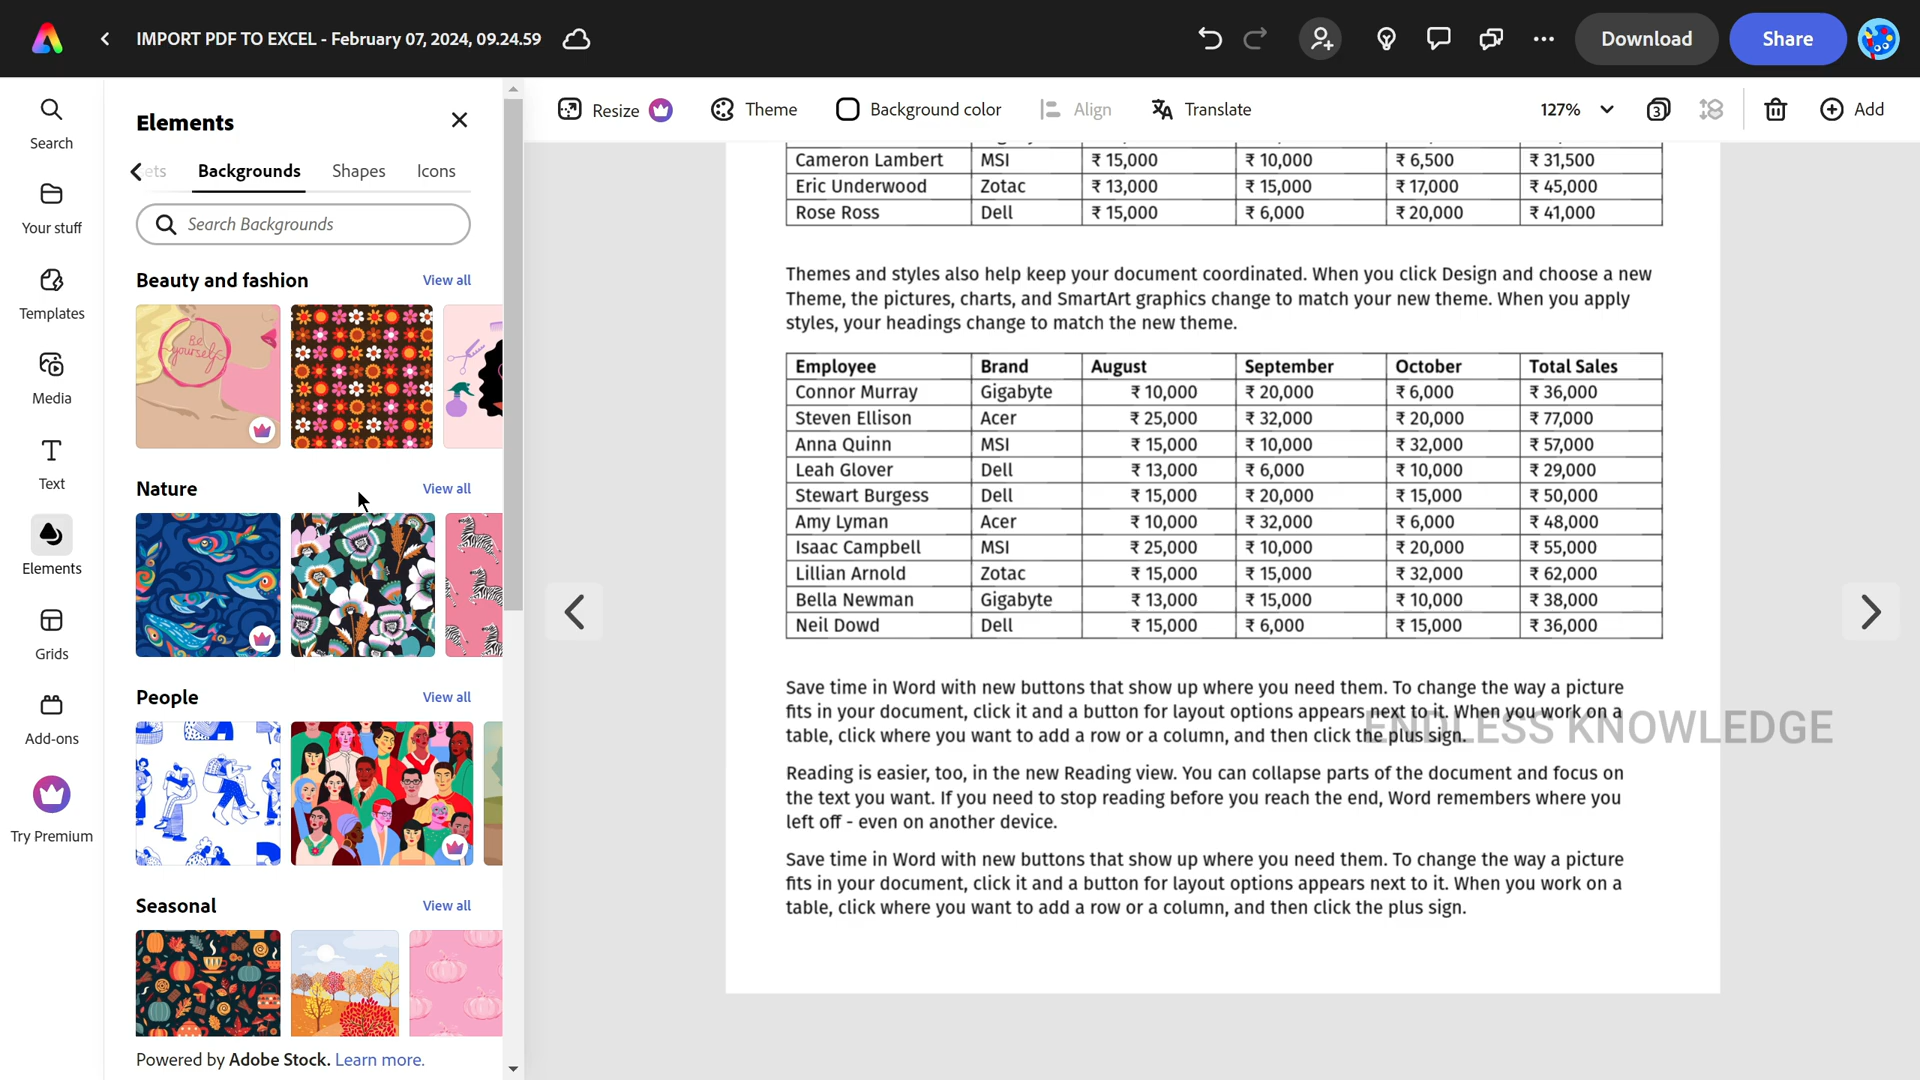 IMPORT PDF TO EXCEL - February 07, 2024, 09.24.59
Download
Share
Search
Your stuff
Templates
Media
Text
Elements
Grids
Add-ons
Try Premium
Elements
ets
Backgrounds
Shapes
Icons
Search Backgrounds
Beauty and fashion
View all
Be yourself
Nature
View all
People
View all
Seasonal
View all
Powered by Adobe Stock. Learn more.
Resize
Theme
Background color
Align
Translate
127%
3
Add
Cameron Lambert MSI ₹ 15,000 ₹ 10,000 ₹ 6,500 ₹ 31,500
Eric Underwood Zotac ₹ 13,000 ₹ 15,000 ₹ 17,000 ₹ 45,000
Rose Ross Dell ₹ 15,000 ₹ 6,000 ₹ 20,000 ₹ 41,000
Themes and styles also help keep your document coordinated. When you click Design and choose a new
Theme, the pictures, charts, and SmartArt graphics change to match your new theme. When you apply
styles, your headings change to match the new theme.
Employee Brand August September October Total Sales
Connor Murray Gigabyte ₹ 10,000 ₹ 20,000 ₹ 6,000 ₹ 36,000
Steven Ellison Acer ₹ 25,000 ₹ 32,000 ₹ 20,000 ₹ 77,000
Anna Quinn MSI ₹ 15,000 ₹ 10,000 ₹ 32,000 ₹ 57,000
Leah Glover Dell ₹ 13,000 ₹ 6,000 ₹ 10,000 ₹ 29,000
Stewart Burgess Dell ₹ 15,000 ₹ 20,000 ₹ 15,000 ₹ 50,000
Amy Lyman Acer ₹ 10,000 ₹ 32,000 ₹ 6,000 ₹ 48,000
Isaac Campbell MSI ₹ 25,000 ₹ 10,000 ₹ 20,000 ₹ 55,000
Lillian Arnold Zotac ₹ 15,000 ₹ 15,000 ₹ 32,000 ₹ 62,000
Bella Newman Gigabyte ₹ 13,000 ₹ 15,000 ₹ 10,000 ₹ 38,000
Neil Dowd Dell ₹ 15,000 ₹ 6,000 ₹ 15,000 ₹ 36,000
Save time in Word with new buttons that show up where you need them. To change the way a picture
fits in your document, click it and a button for layout options appears next to it. When you work on a
table, click where you want to add a row or a column, and then click the plus sign.
ENDLESS KNOWLEDGE
Reading is easier, too, in the new Reading view. You can collapse parts of the document and focus on
the text you want. If you need to stop reading before you reach the end, Word remembers where you
left off - even on another device.
Save time in Word with new buttons that show up where you need them. To change the way a picture
fits in your document, click it and a button for layout options appears next to it. When you work on a
table, click where you want to add a row or a column, and then click the plus sign.